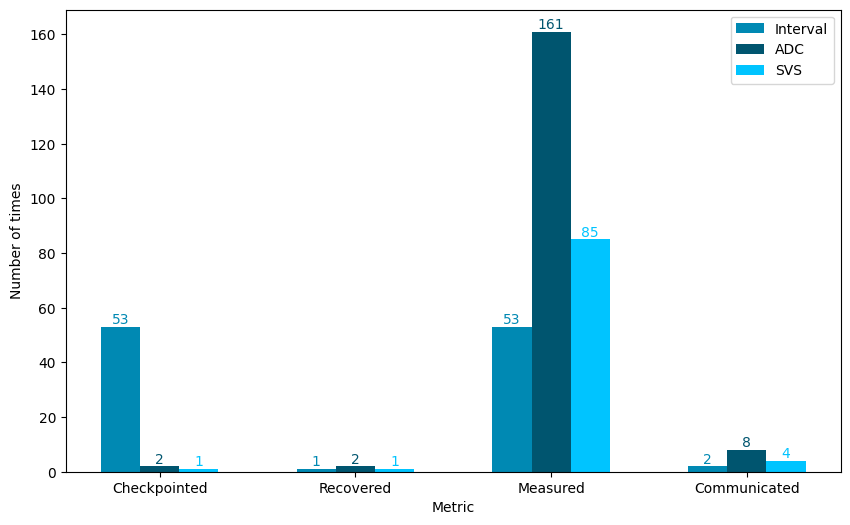 Interval
ADC
SVS
Number of times
160
140
120
100
80
60
40
20
0
53
2
1
1
2
1
53
161
85
2
8
4
Checkpointed
Recovered
Measured
Communicated
Metric